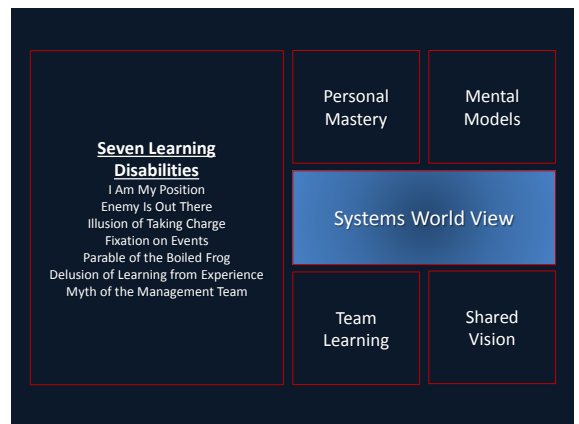 Seven Learning
Disabilities
I Am My Position
Enemy Is Out There
Illusion of Taking Charge
Fixation on Events
Parable of the Boiled Frog
Delusion of Learning from Experience
Myth of the Management Team
Personal
Mastery
Mental
Models
Systems World View
Team
Learning
Shared
Vision